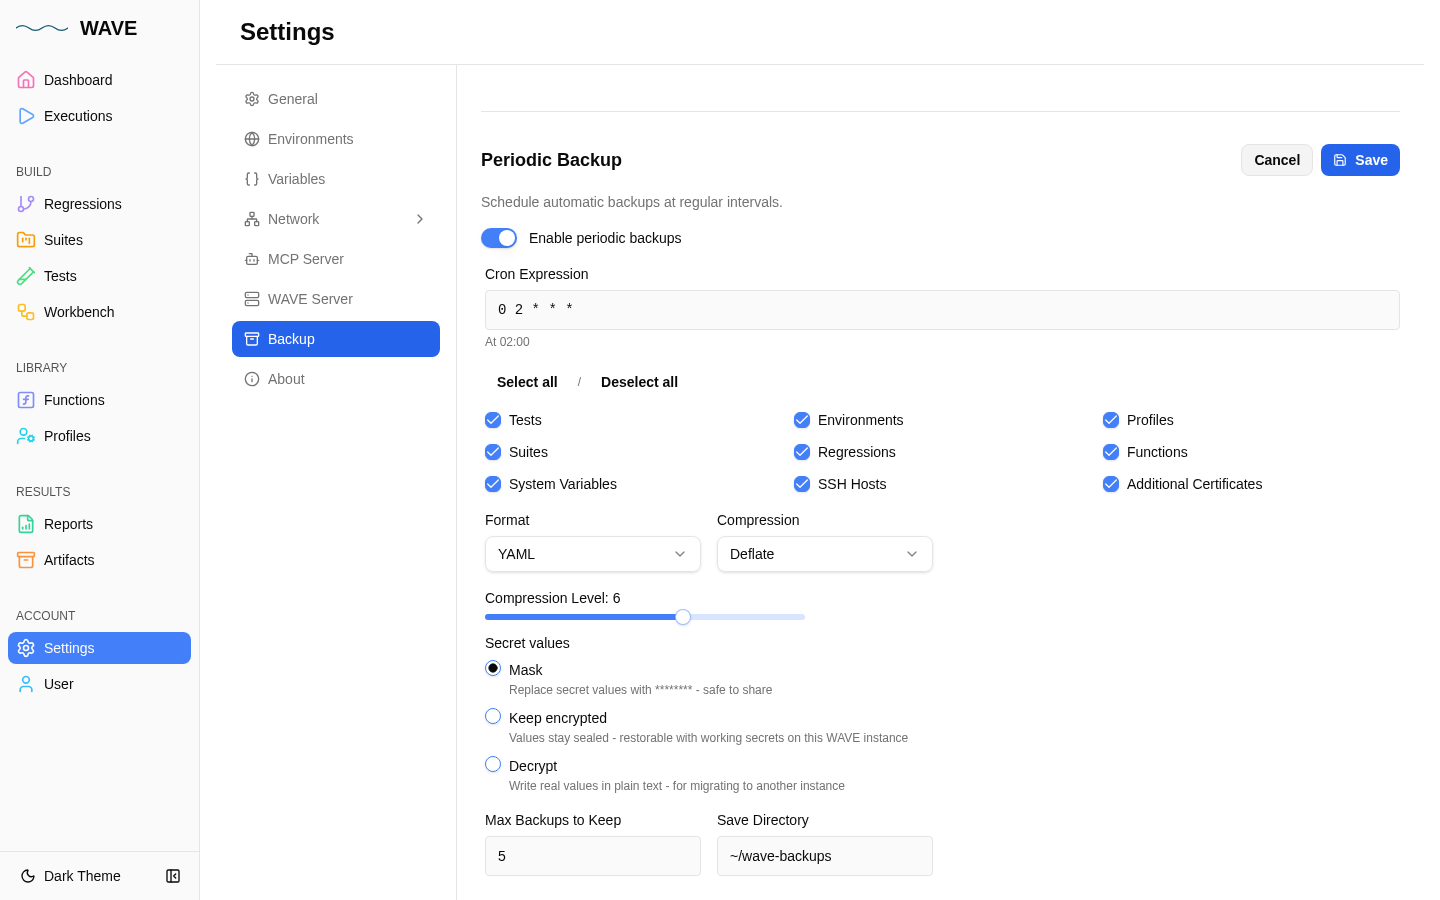 WAVE
Dashboard
Executions
BUILD
Regressions
Suites
Tests
Workbench
LIBRARY
Functions
Profiles
RESULTS
Reports
Artifacts
ACCOUNT
Settings
User
Dark Theme
Settings
General
Environments
Variables
Network
MCP Server
WAVE Server
Backup
About
Periodic Backup
Cancel
Save
Schedule automatic backups at regular intervals.
Enable periodic backups
Cron Expression
0 2 * * *
At 02:00
Select all / Deselect all
Tests Environments Profiles
Suites Regressions Functions
System Variables SSH Hosts Additional Certificates
Format Compression
YAML Deflate
Compression Level: 6
Secret values
Mask
Replace secret values with ******** - safe to share
Keep encrypted
Values stay sealed - restorable with working secrets on this WAVE instance
Decrypt
Write real values in plain text - for migrating to another instance
Max Backups to Keep Save Directory
5 ~/wave-backups